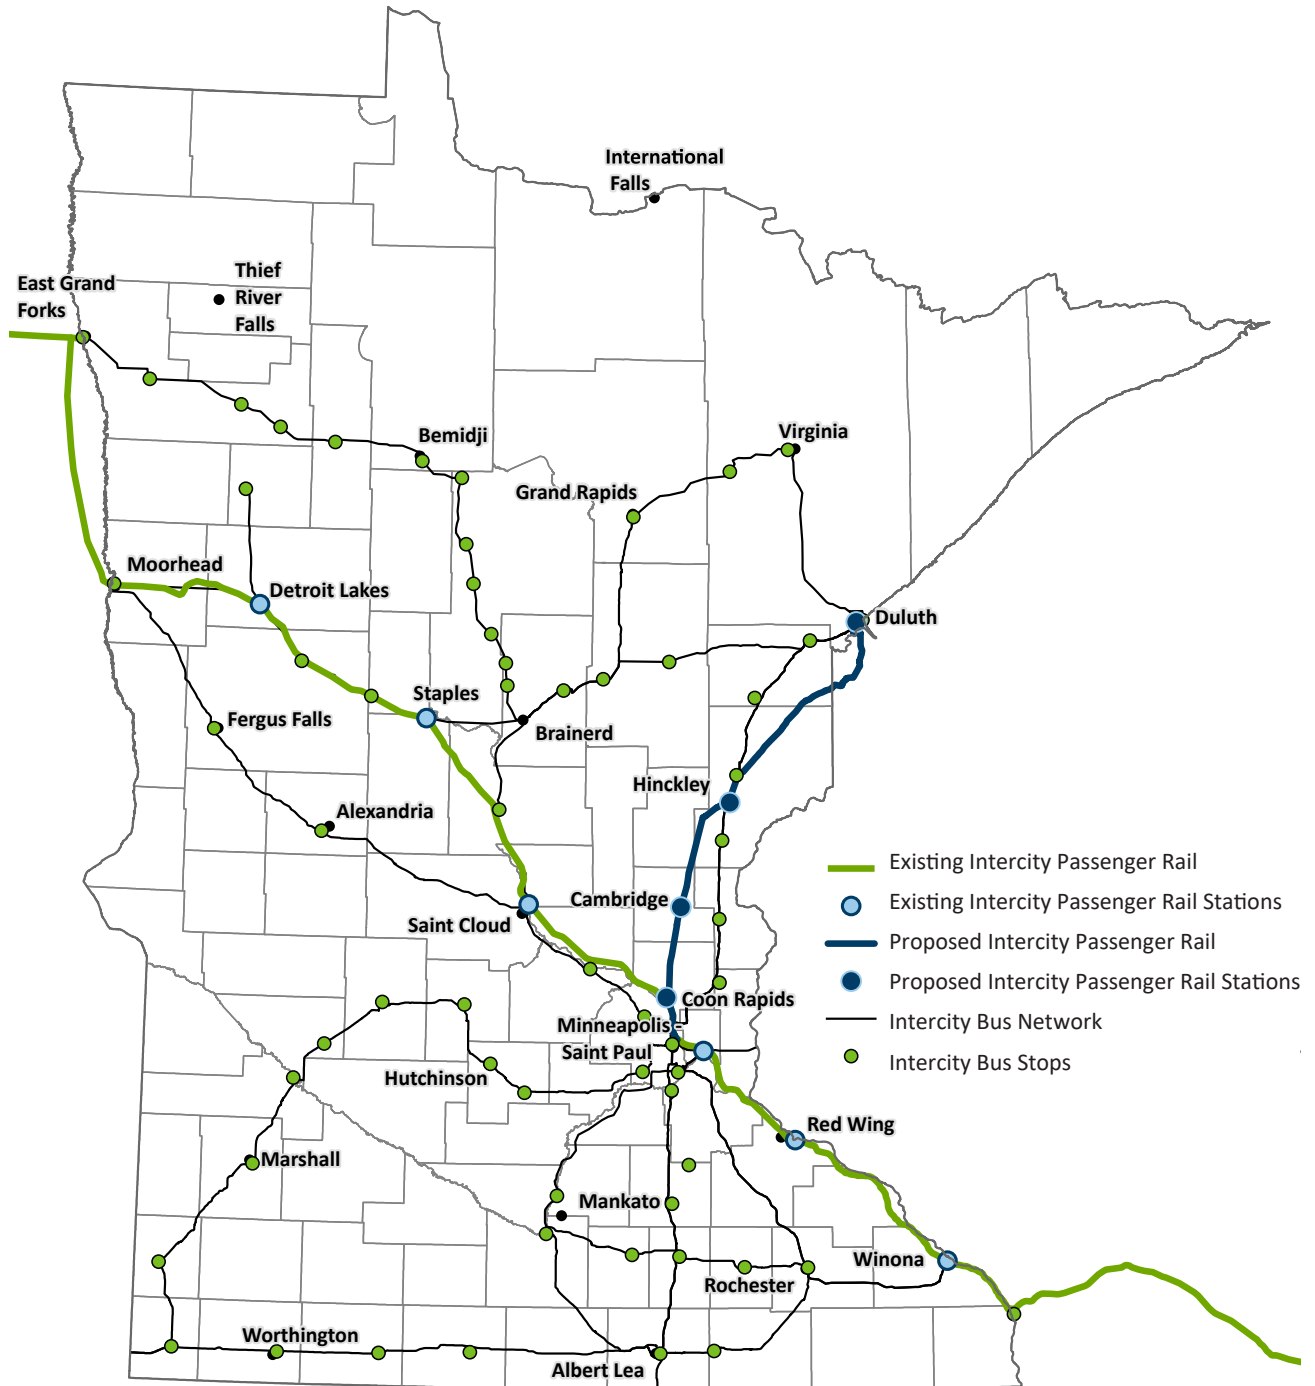 International
Falls
Thief
River
Falls
East Grand
Forks
Bemidji
Virginia
Grand Rapids
Moorhead
Detroit Lakes
Duluth
Staples
Fergus Falls
Brainerd
Hinckley
Alexandria
Cambridge
Saint Cloud
Coon Rapids
Minneapolis -
Saint Paul
Hutchinson
Red Wing
Marshall
Mankato
Winona
Rochester
Worthington
Albert Lea
Existing Intercity Passenger Rail
Existing Intercity Passenger Rail Stations
Proposed Intercity Passenger Rail
Proposed Intercity Passenger Rail Stations
Intercity Bus Network
Intercity Bus Stops